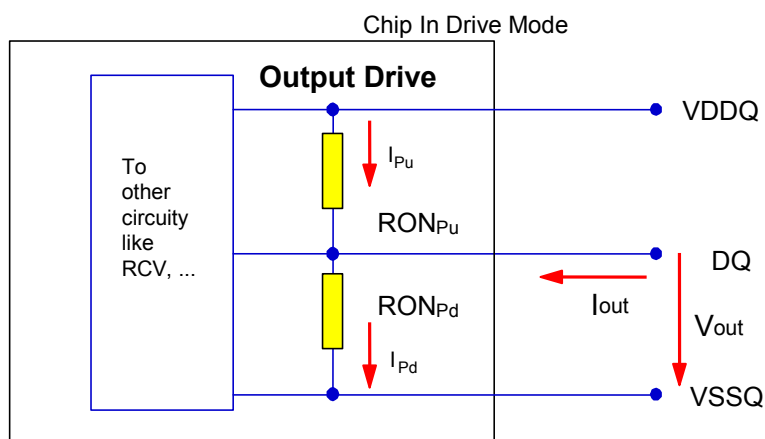 Chip In Drive Mode
Output Drive
VDDQ
To
other
circuity
like
RCV, ...
IPu
RONPu
DQ
RONPd
Iout
Vout
IPd
VSSQ